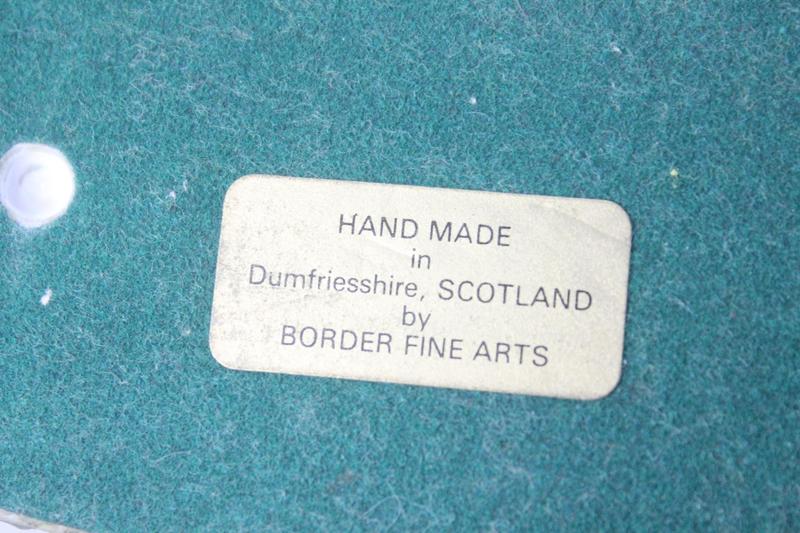 HAND MADE
in
Dumfriesshire, SCOTLAND
by
BORDER FINE ARTS